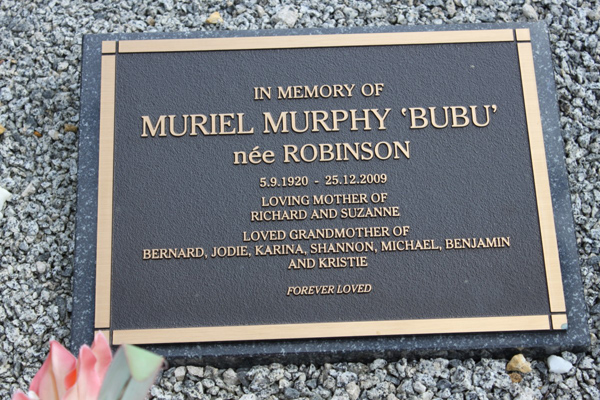 IN MEMORY OF
MURIEL MURPHY ‘BUBU’
née ROBINSON
5.9.1920 - 25.12.2009
LOVING MOTHER OF
RICHARD AND SUZANNE
LOVED GRANDMOTHER OF
BERNARD, JODIE, KARINA, SHANNON, MICHAEL, BENJAMIN
AND KRISTIE
FOREVER LOVED